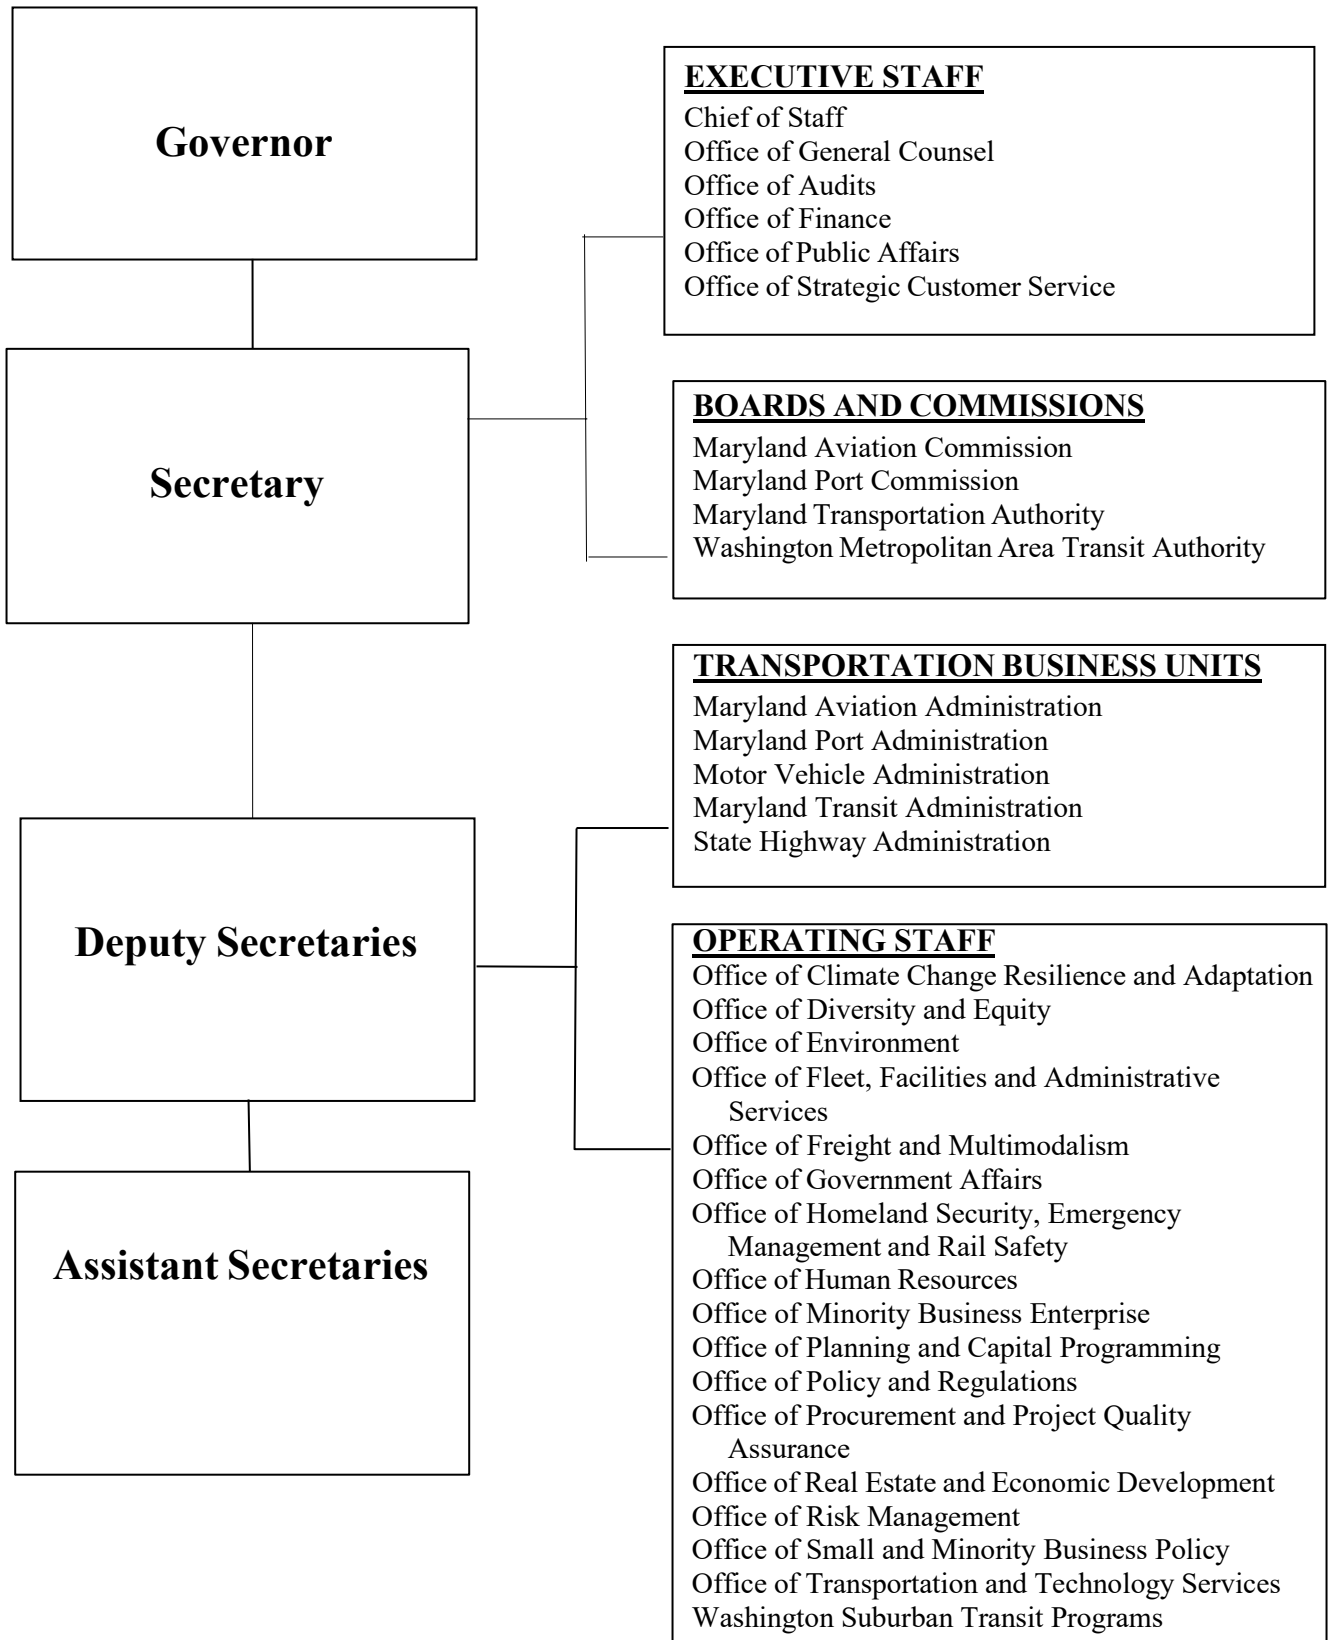 Governor
EXECUTIVE STAFF
Chief of Staff
Office of General Counsel
Office of Audits
Office of Finance
Office of Public Affairs
Office of Strategic Customer Service
Secretary
BOARDS AND COMMISSIONS
Maryland Aviation Commission
Maryland Port Commission
Maryland Transportation Authority
Washington Metropolitan Area Transit Authority
TRANSPORTATION BUSINESS UNITS
Maryland Aviation Administration
Maryland Port Administration
Motor Vehicle Administration
Maryland Transit Administration
State Highway Administration
Deputy Secretaries
OPERATING STAFF
Office of Climate Change Resilience and Adaptation
Office of Diversity and Equity
Office of Environment
Office of Fleet, Facilities and Administrative
Services
Office of Freight and Multimodalism
Office of Government Affairs
Office of Homeland Security, Emergency
Management and Rail Safety
Office of Human Resources
Office of Minority Business Enterprise
Office of Planning and Capital Programming
Office of Policy and Regulations
Office of Procurement and Project Quality
Assurance
Office of Real Estate and Economic Development
Office of Risk Management
Office of Small and Minority Business Policy
Office of Transportation and Technology Services
Washington Suburban Transit Programs
Assistant Secretaries